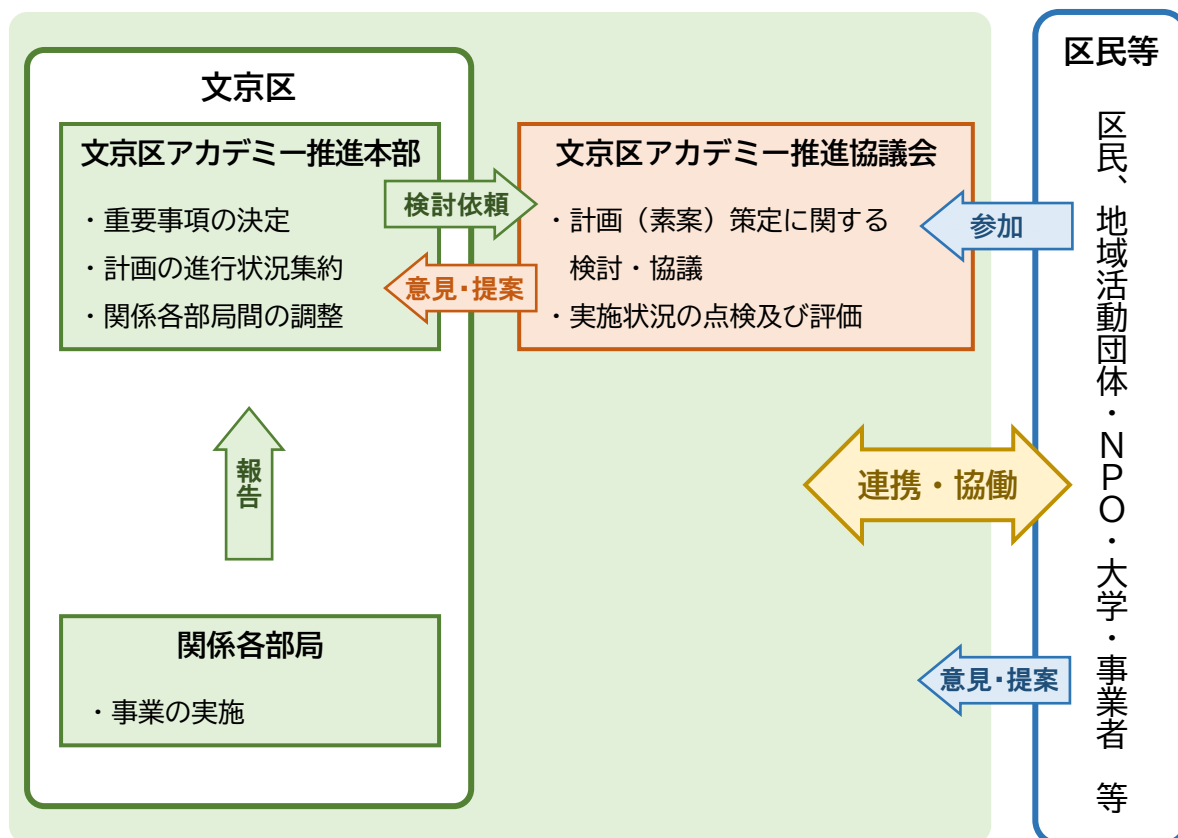 文京区
文京区アカデミー推進本部
・重要事項の決定
・計画の進行状況集約
・関係各部局間の調整
検討依頼
意見・提案
文京区アカデミー推進協議会
・計画（素案）策定に関する
検討・協議
・実施状況の点検及び評価
参加
報告
連携・協働
関係各部局
・事業の実施
意見・提案
区民等
区民、地域活動団体・ＮＰＯ・大学・事業者　等